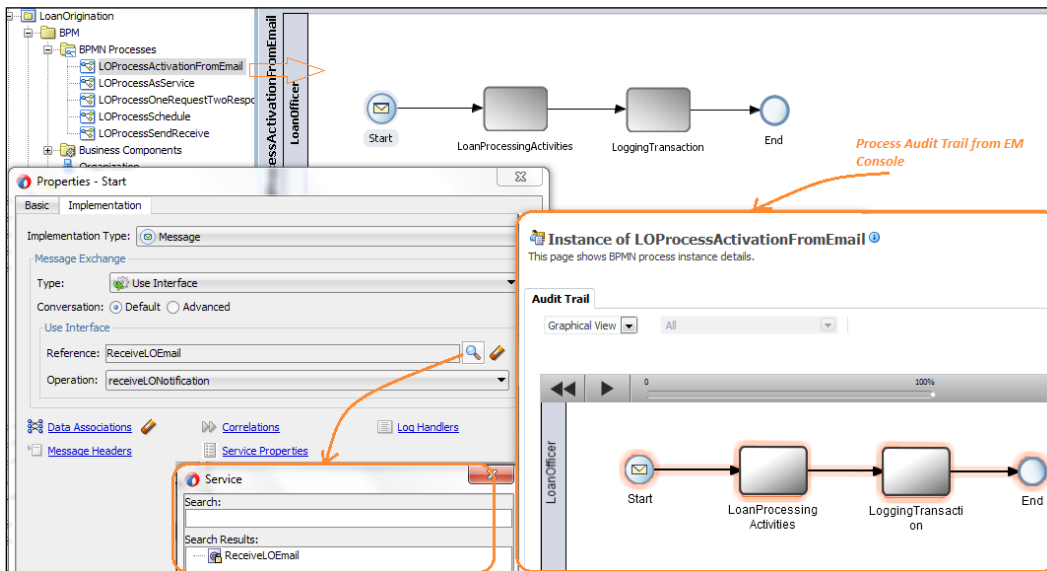 LoanOrigination
BPM
BPMN Processes
LOProcessActivationFromEmail
LOProcessAsService
LOProcessOneRequestTwoRespo
LOProcessSchedule
LOProcessSendReceive
Business Components
Organization
essActivationFromEmail
LoanOfficer
Start
LoanProcessingActivities
LoggingTransaction
End
Process Audit Trail from EM
Console
Properties - Start
Basic
Implementation
Implementation Type: Message
Message Exchange
Type: Use Interface
Conversation: Default Advanced
Use Interface
Reference: ReceiveLOEmail
Operation: receiveLONotification
Data Associations
Correlations
Log Handlers
Message Headers
Service Properties
Service
Search:
Search Results:
ReceiveLOEmail
Instance of LOProcessActivationFromEmail
This page shows BPMN process instance details.
Audit Trail
Graphical View
All
0
100%
LoanOfficer
Start
LoanProcessing
Activities
LoggingTransacti
on
End